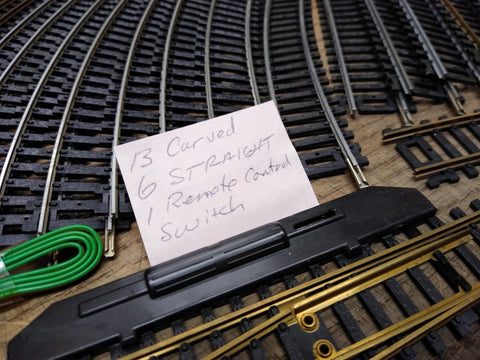 13 Curved
6 STRAIGHT
1 Remote Control
Switch